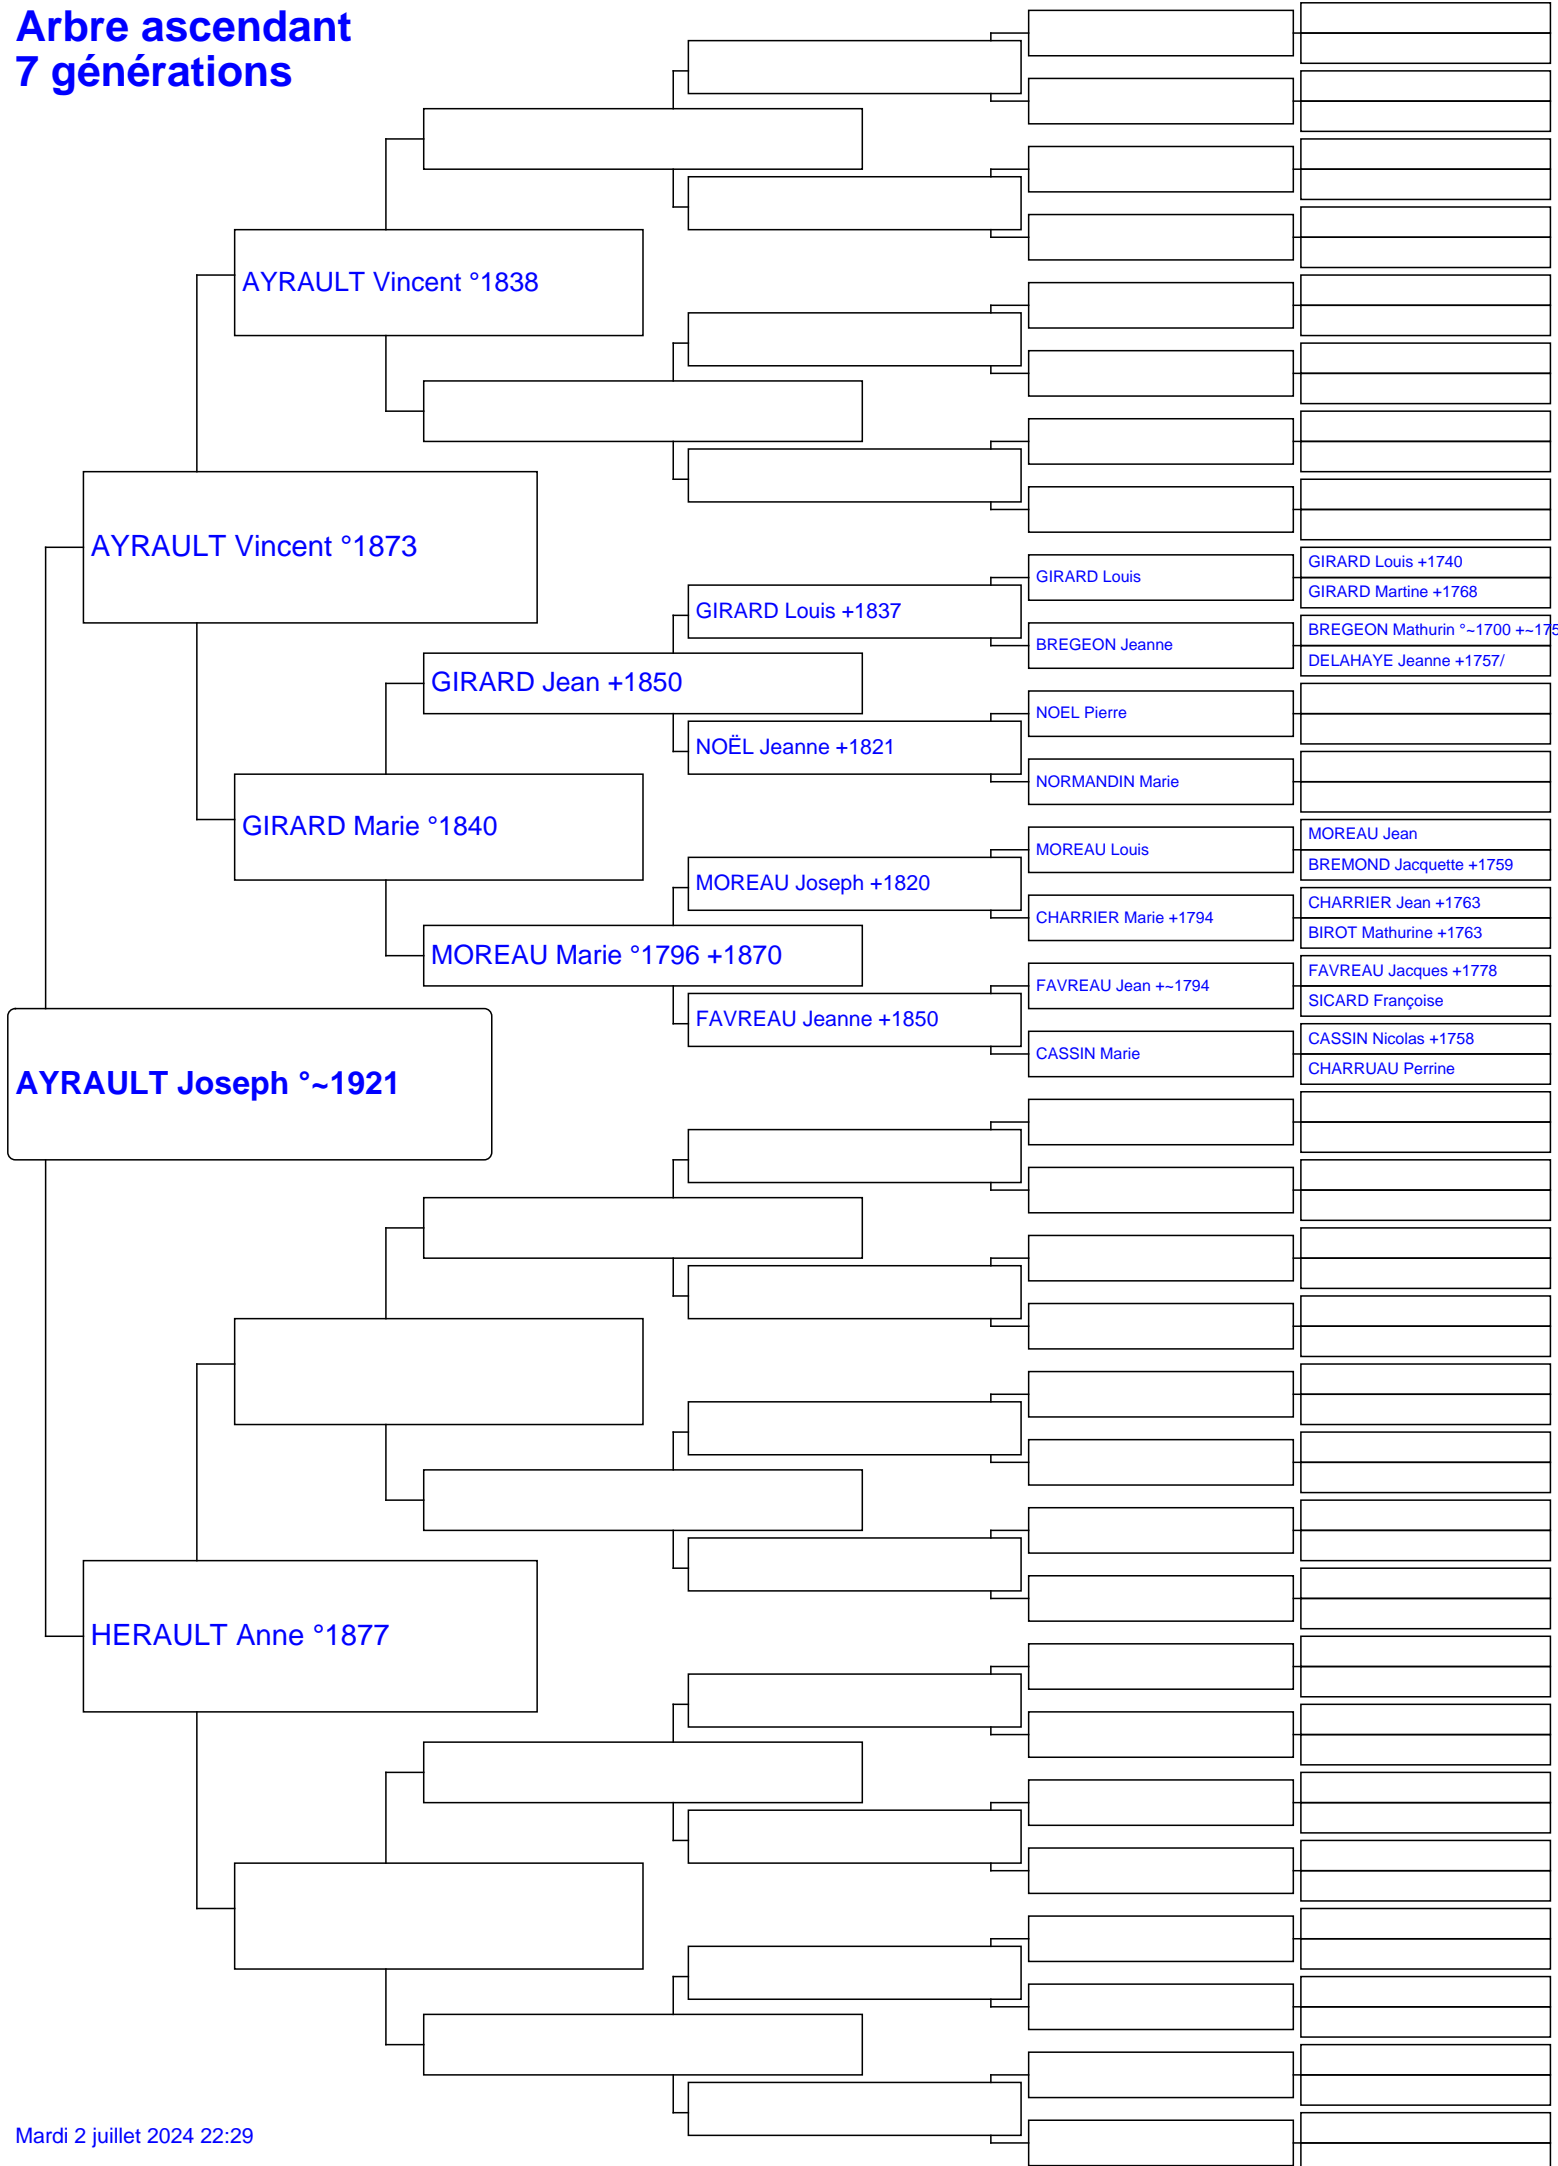 Arbre ascendant
7 générations
AYRAULT Vincent °1838
AYRAULT Vincent °1873
GIRARD Louis +1740
GIRARD Louis
GIRARD Martine +1768
GIRARD Louis +1837
BREGEON Mathurin °~1700 +~175
BREGEON Jeanne
DELAHAYE Jeanne +1757/
GIRARD Jean +1850
NOEL Pierre
NOËL Jeanne +1821
NORMANDIN Marie
GIRARD Marie °1840
MOREAU Jean
MOREAU Louis
BREMOND Jacquette +1759
MOREAU Joseph +1820
CHARRIER Jean +1763
CHARRIER Marie +1794
BIROT Mathurine +1763
MOREAU Marie °1796 +1870
FAVREAU Jacques +1778
FAVREAU Jean +~1794
SICARD Françoise
FAVREAU Jeanne +1850
CASSIN Nicolas +1758
CASSIN Marie
CHARRUAU Perrine
AYRAULT Joseph °~1921
HERAULT Anne °1877
Mardi 2 juillet 2024 22:29